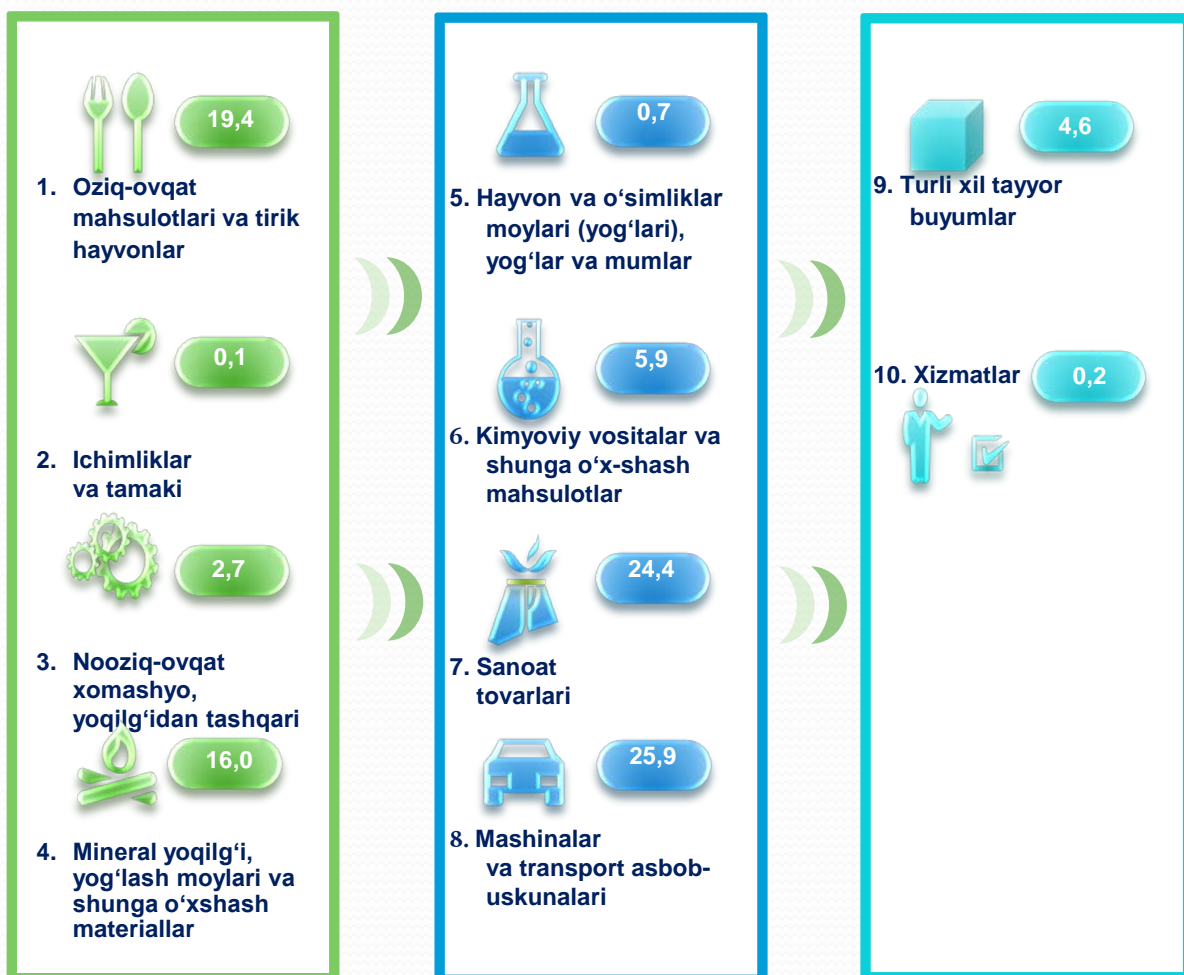 19,4
1. Oziq-ovqat
mahsulotlari va tirik
hayvonlar
0,1
2. Ichimliklar
va tamaki
2,7
3. Nooziq-ovqat
xomashyo,
yoqilg‘idan tashqari
16,0
4. Mineral yoqilg‘i,
yog‘lash moylari va
shunga o‘xshash
materiallar
0,7
5. Hayvon va o‘simliklar
moylari (yog‘lari),
yog‘lar va mumlar
5,9
6. Kimyoviy vositalar va
shunga o‘x-shash
mahsulotlar
24,4
7. Sanoat
tovarlari
25,9
8. Mashinalar
va transport asbob-
uskunalari
4,6
9. Turli xil tayyor
buyumlar
10. Xizmatlar 0,2